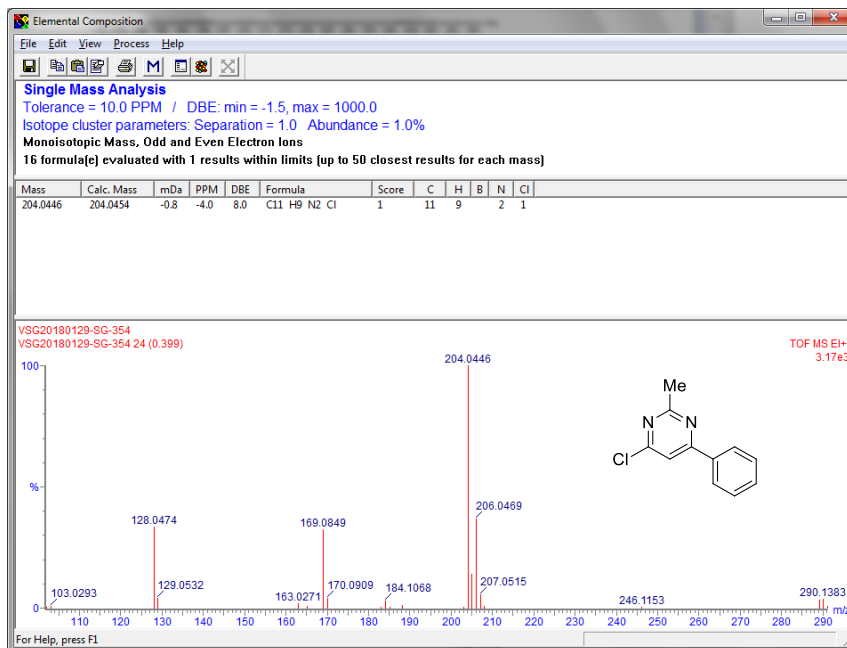 Elemental Composition
File Edit View Process Help
M
Single Mass Analysis
Tolerance = 10.0 PPM / DBE: min = -1.5, max = 1000.0
Isotope cluster parameters: Separation = 1.0 Abundance = 1.0%
Monoisotopic Mass, Odd and Even Electron Ions
16 formula(e) evaluated with 1 results within limits (up to 50 closest results for each mass)
Mass Calc. Mass mDa PPM DBE Formula Score C H B N Cl
204.0446 204.0454 -0.8 -4.0 8.0 C11 H9 N2 Cl 1 11 9 2 1
VSG20180129-SG-354
VSG20180129-SG-354 24 (0.399)
TOF MS EI+
3.17e3
100
204.0446
Me
N N
Cl
%
206.0469
128.0474
169.0849
129.0532
170.0909
207.0515
103.0293
163.0271
184.1068
246.1153
290.1383
0
m/z
110 120 130 140 150 160 170 180 190 200 210 220 230 240 250 260 270 280 290
For Help, press F1